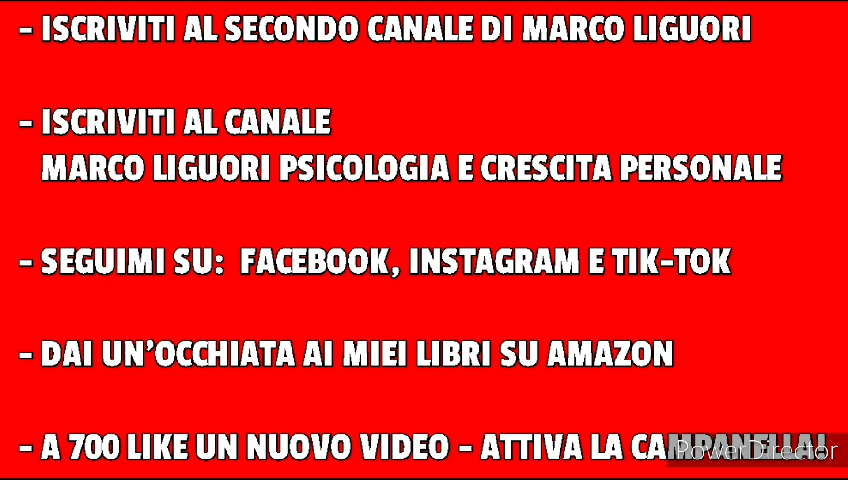 - ISCRIVITI AL SECONDO CANALE DI MARCO LIGUORI
- ISCRIVITI AL CANALE
MARCO LIGUORI PSICOLOGIA E CRESCITA PERSONALE
- SEGUIMI SU: FACEBOOK, INSTAGRAM E TIK-TOK
- DAI UN'OCCHIATA AI MIEI LIBRI SU AMAZON
- A 700 LIKE UN NUOVO VIDEO - ATTIVA LA CAMPANELLA!
PowerDirector